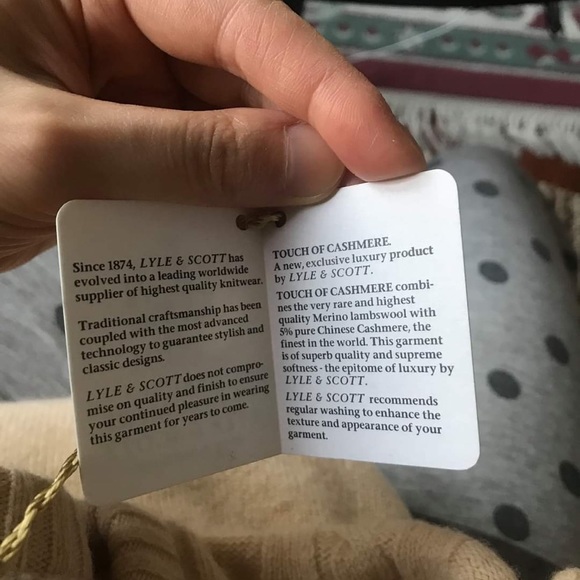 Since 1874, LYLE & SCOTT has
evolved into a leading worldwide
supplier of highest quality knitwear.
Traditional craftsmanship has been
coupled with the most advanced
technology to guarantee stylish and
classic designs.
LYLE & SCOTT does not compro-
mise on quality and finish to ensure
your continued pleasure in wearing
this garment for years to come.
TOUCH OF CASHMERE.
A new, exclusive luxury product
by LYLE & SCOTT.
TOUCH OF CASHMERE combi-
nes the very rare and highest
quality Merino lambswool with
5% pure Chinese Cashmere, the
finest in the world. This garment
is of superb quality and supreme
softness - the epitome of luxury by
LYLE & SCOTT.
LYLE & SCOTT recommends
regular washing to enhance the
texture and appearance of your
garment.